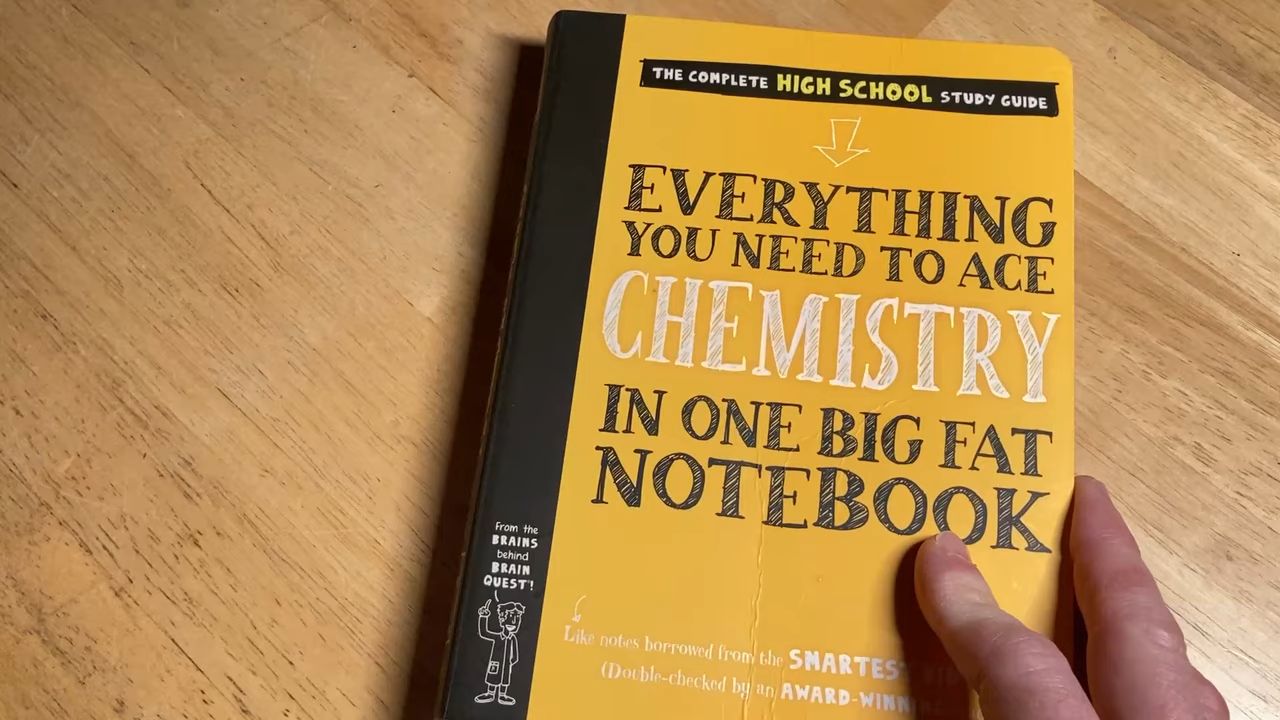 THE COMPLETE HIGH SCHOOL STUDY GUIDE
EVERYTHING
YOU NEED TO ACE
CHEMISTRY
IN ONE BIG FAT
NOTEBOOK
From the
BRAINS
behind
BRAIN
QUEST®!
Like notes borrowed from the SMARTEST
(Double-checked by an